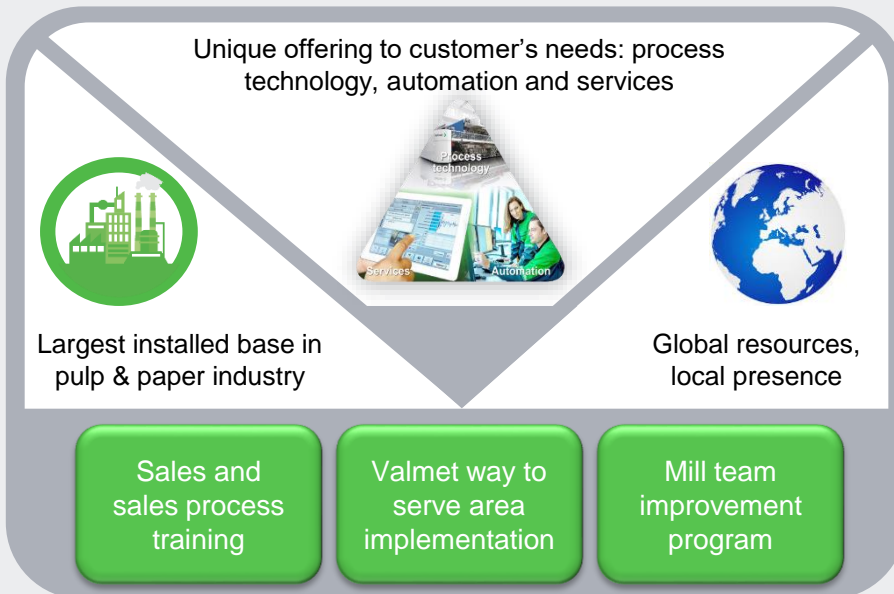 Unique offering to customer’s needs: process
technology, automation and services
Process
technology
Services
Automation
Largest installed base in
pulp & paper industry
Global resources,
local presence
Sales and
sales process
training
Valmet way to
serve area
implementation
Mill team
improvement
program